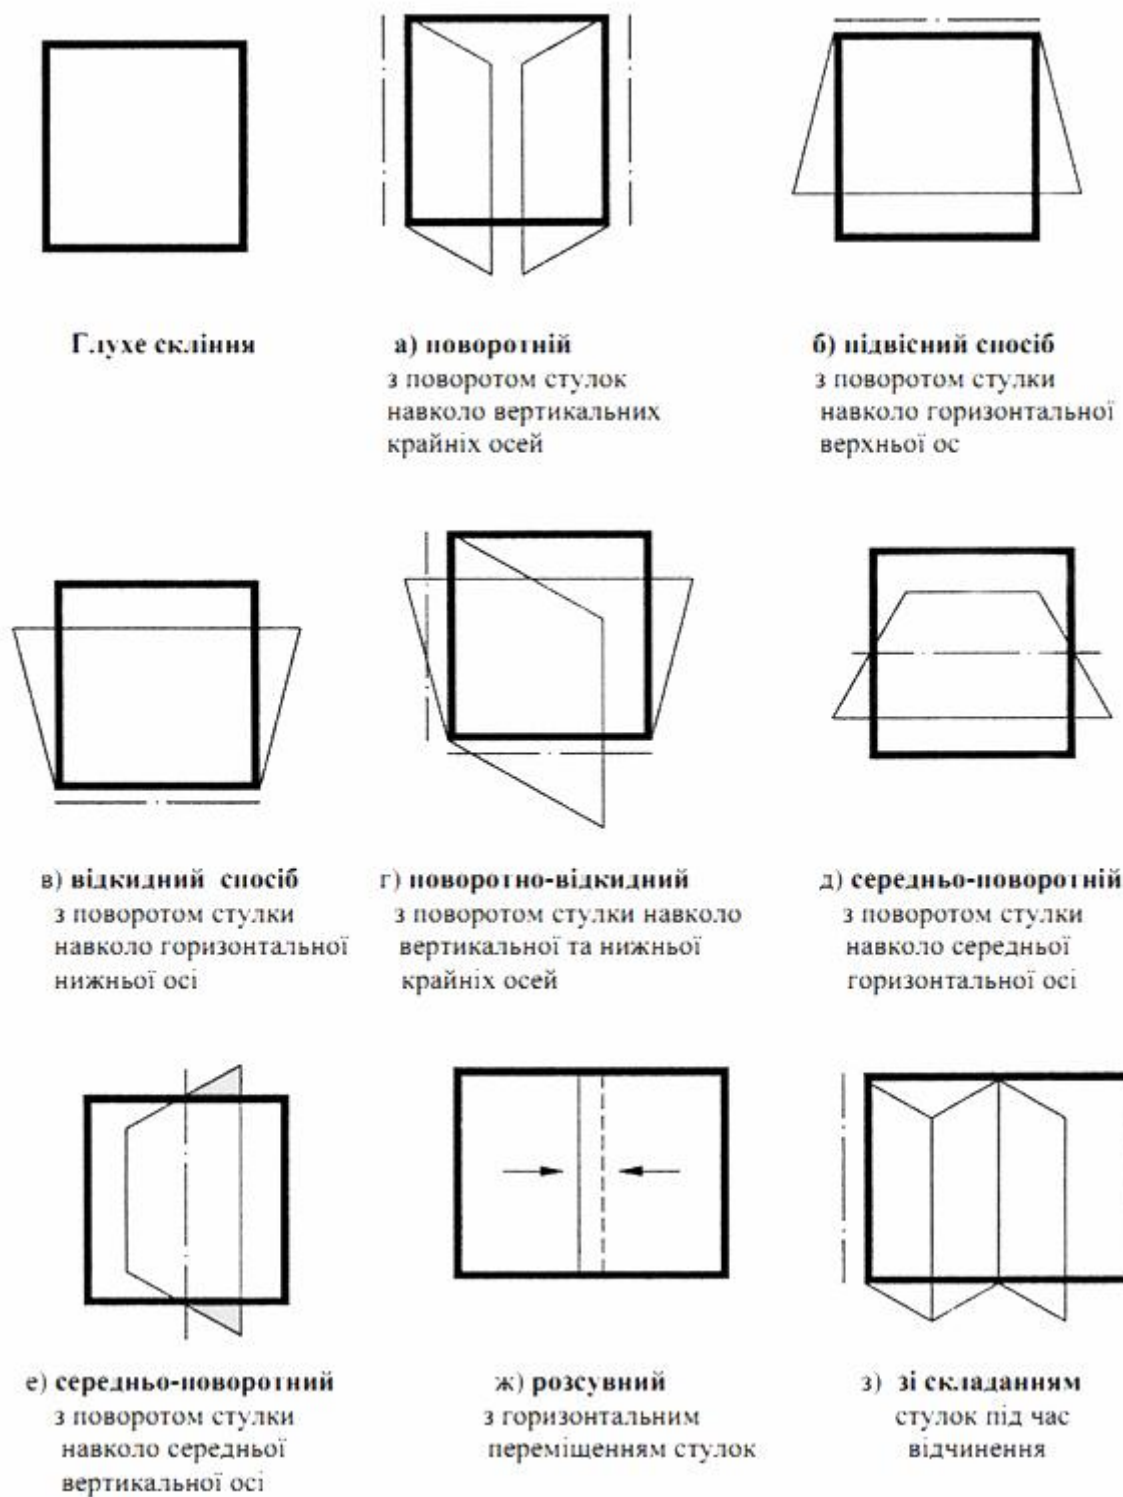 Глухе скління
а) поворотній
з поворотом стулок
навколо вертикальних
крайніх осей
б) підвісний спосіб
з поворотом стулки
навколо горизонтальної
верхньої ос
в) відкидний спосіб
з поворотом стулки
навколо горизонтальної
нижньої осі
г) поворотно-відкидний
з поворотом стулки навколо
вертикальної та нижньої
крайніх осей
д) середньо-поворотній
з поворотом стулки
навколо середньої
горизонтальної осі
е) середньо-поворотний
з поворотом стулки
навколо середньої
вертикальної осі
ж) розсувний
з горизонтальним
переміщенням стулок
з) зі складанням
стулок під час
відчинення